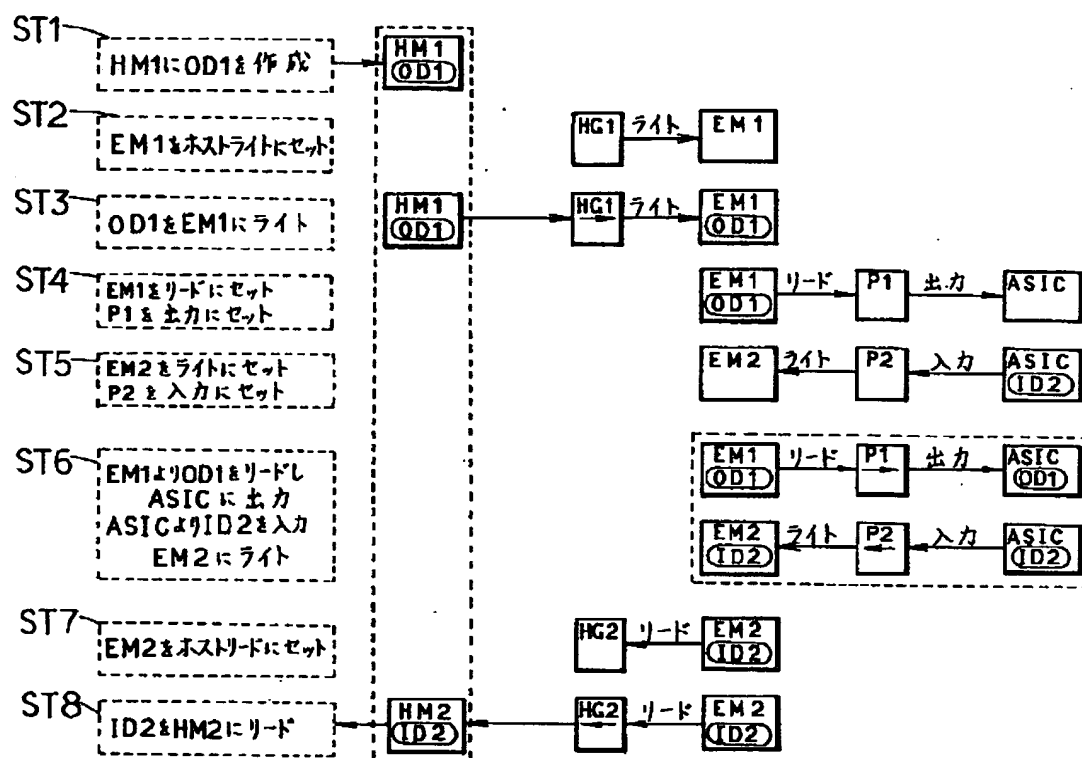 ST1
HM1にOD1を作成
HM1
OD1
ST2
EM1をホストライトにセット
HG1 ライト EM1
ST3
OD1をEM1にライト
HM1
OD1
HG1 ライト EM1
OD1
ST4
EM1をリードにセット
P1を出力にセット
EM1
OD1
リード P1 出力 ASIC
ST5
EM2をライトにセット
P2を入力にセット
EM2 ライト P2 入力 ASIC
ID2
ST6
EM1よりOD1をリードし
ASICに出力
ASICよりID2を入力
EM2にライト
EM1
OD1
リード P1 出力 ASIC
OD1
EM2
ID2
ライト P2 入力 ASIC
ID2
ST7
EM2をホストリードにセット
HG2 リード EM2
ID2
ST8
ID2をHM2にリード
HM2
ID2
HG2 リード EM2
ID2